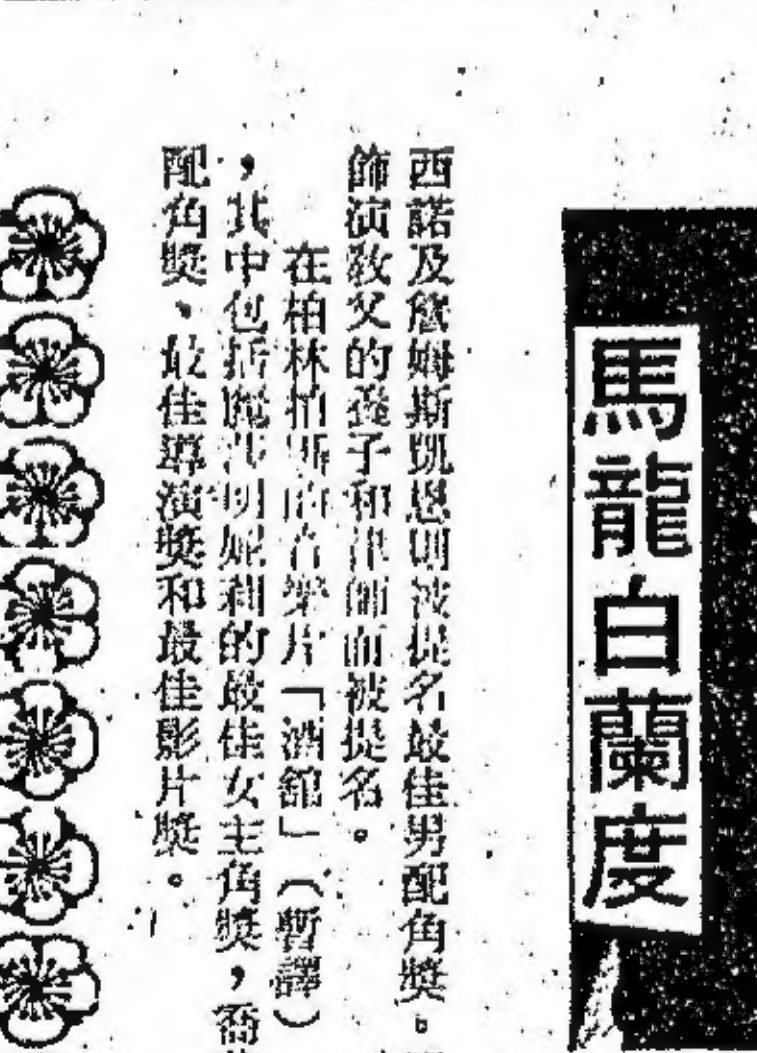 馬龍白蘭度
西諾及詹姆斯凱恩則被提名最佳男配角獎。
飾演教父的養子和律師而被提名。
在柏林拍攝的音樂片「酒館」（暫譯）
，其中包括麗莎明妮利的最佳女主角獎，喬
配角獎、最佳導演獎和最佳影片獎。